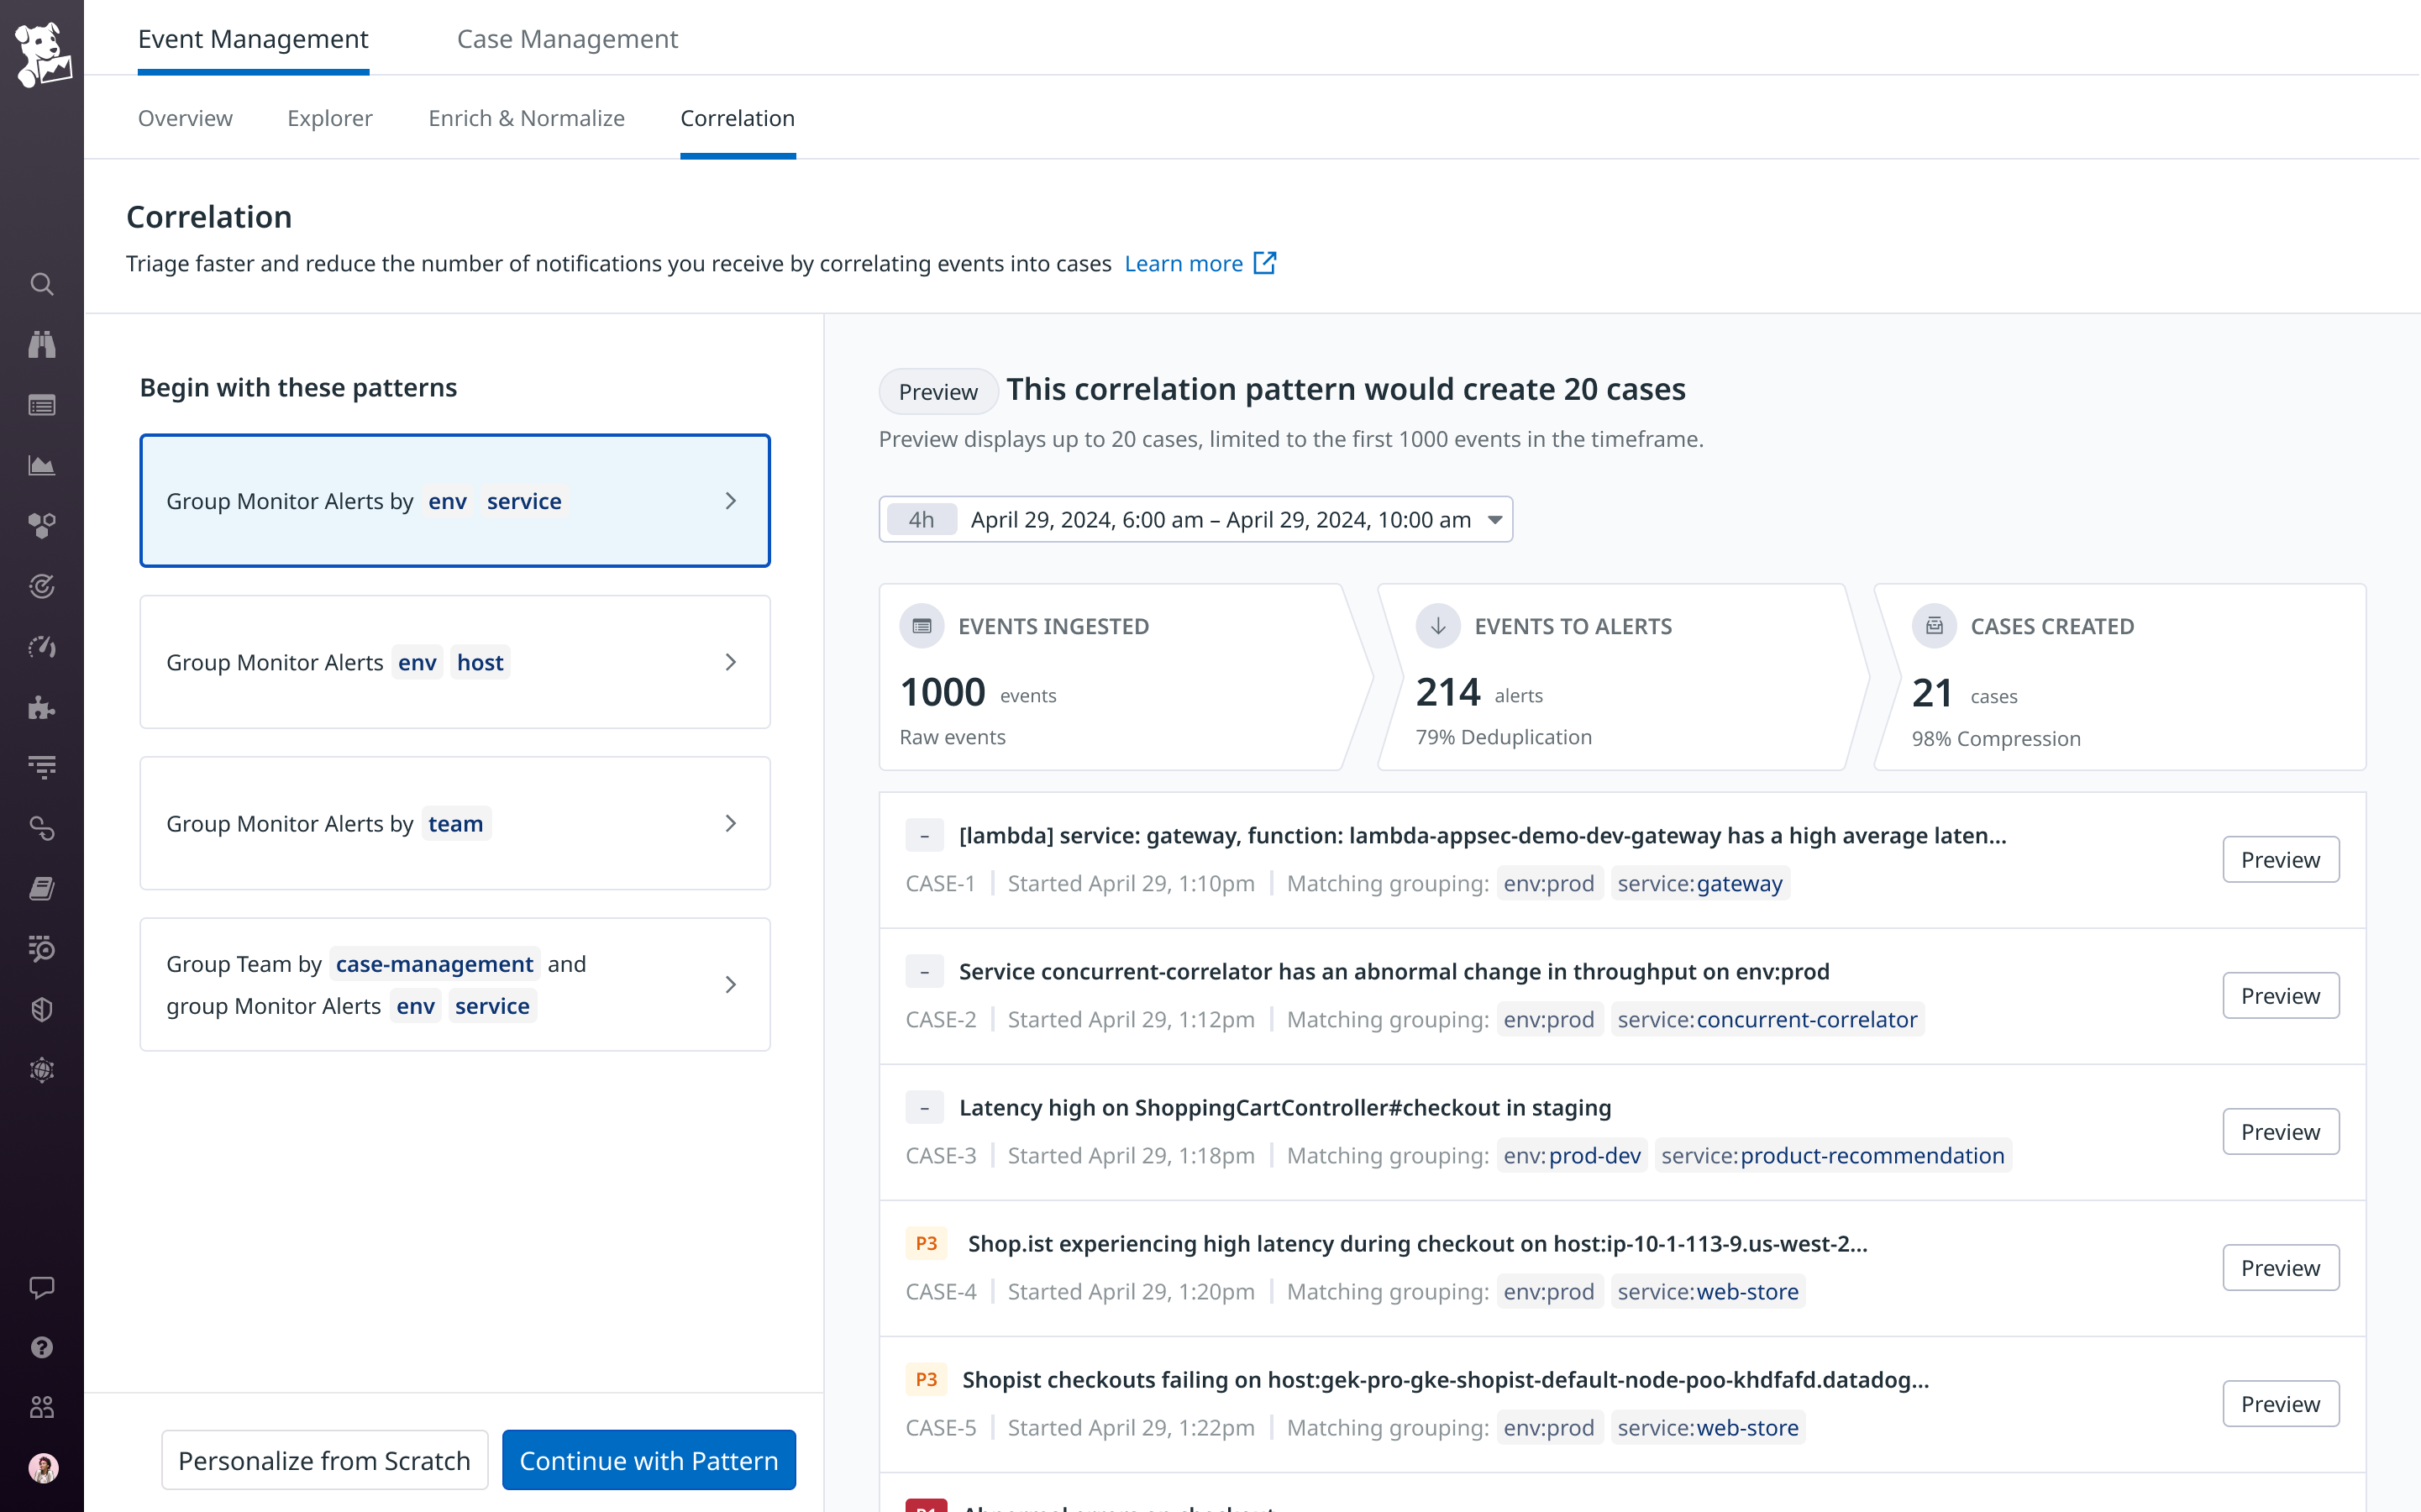 Event Management
Case Management
Overview
Explorer
Enrich & Normalize
Correlation
Correlation
Triage faster and reduce the number of notifications you receive by correlating events into cases Learn more
Begin with these patterns
Group Monitor Alerts by env service
Group Monitor Alerts env host
Group Monitor Alerts by team
Group Team by case-management and
group Monitor Alerts env service
Personalize from Scratch
Continue with Pattern
Preview This correlation pattern would create 20 cases
Preview displays up to 20 cases, limited to the first 1000 events in the timeframe.
4h April 29, 2024, 6:00 am – April 29, 2024, 10:00 am
EVENTS INGESTED
1000 events
Raw events
EVENTS TO ALERTS
214 alerts
79% Deduplication
CASES CREATED
21 cases
98% Compression
– [lambda] service: gateway, function: lambda-appsec-demo-dev-gateway has a high average laten...
CASE-1 Started April 29, 1:10pm Matching grouping: env:prod service:gateway
Preview
– Service concurrent-correlator has an abnormal change in throughput on env:prod
CASE-2 Started April 29, 1:12pm Matching grouping: env:prod service:concurrent-correlator
Preview
– Latency high on ShoppingCartController#checkout in staging
CASE-3 Started April 29, 1:18pm Matching grouping: env:prod-dev service:product-recommendation
Preview
P3 Shop.ist experiencing high latency during checkout on host:ip-10-1-113-9.us-west-2...
CASE-4 Started April 29, 1:20pm Matching grouping: env:prod service:web-store
Preview
P3 Shopist checkouts failing on host:gek-pro-gke-shopist-default-node-poo-khdfafd.datadog...
CASE-5 Started April 29, 1:22pm Matching grouping: env:prod service:web-store
Preview